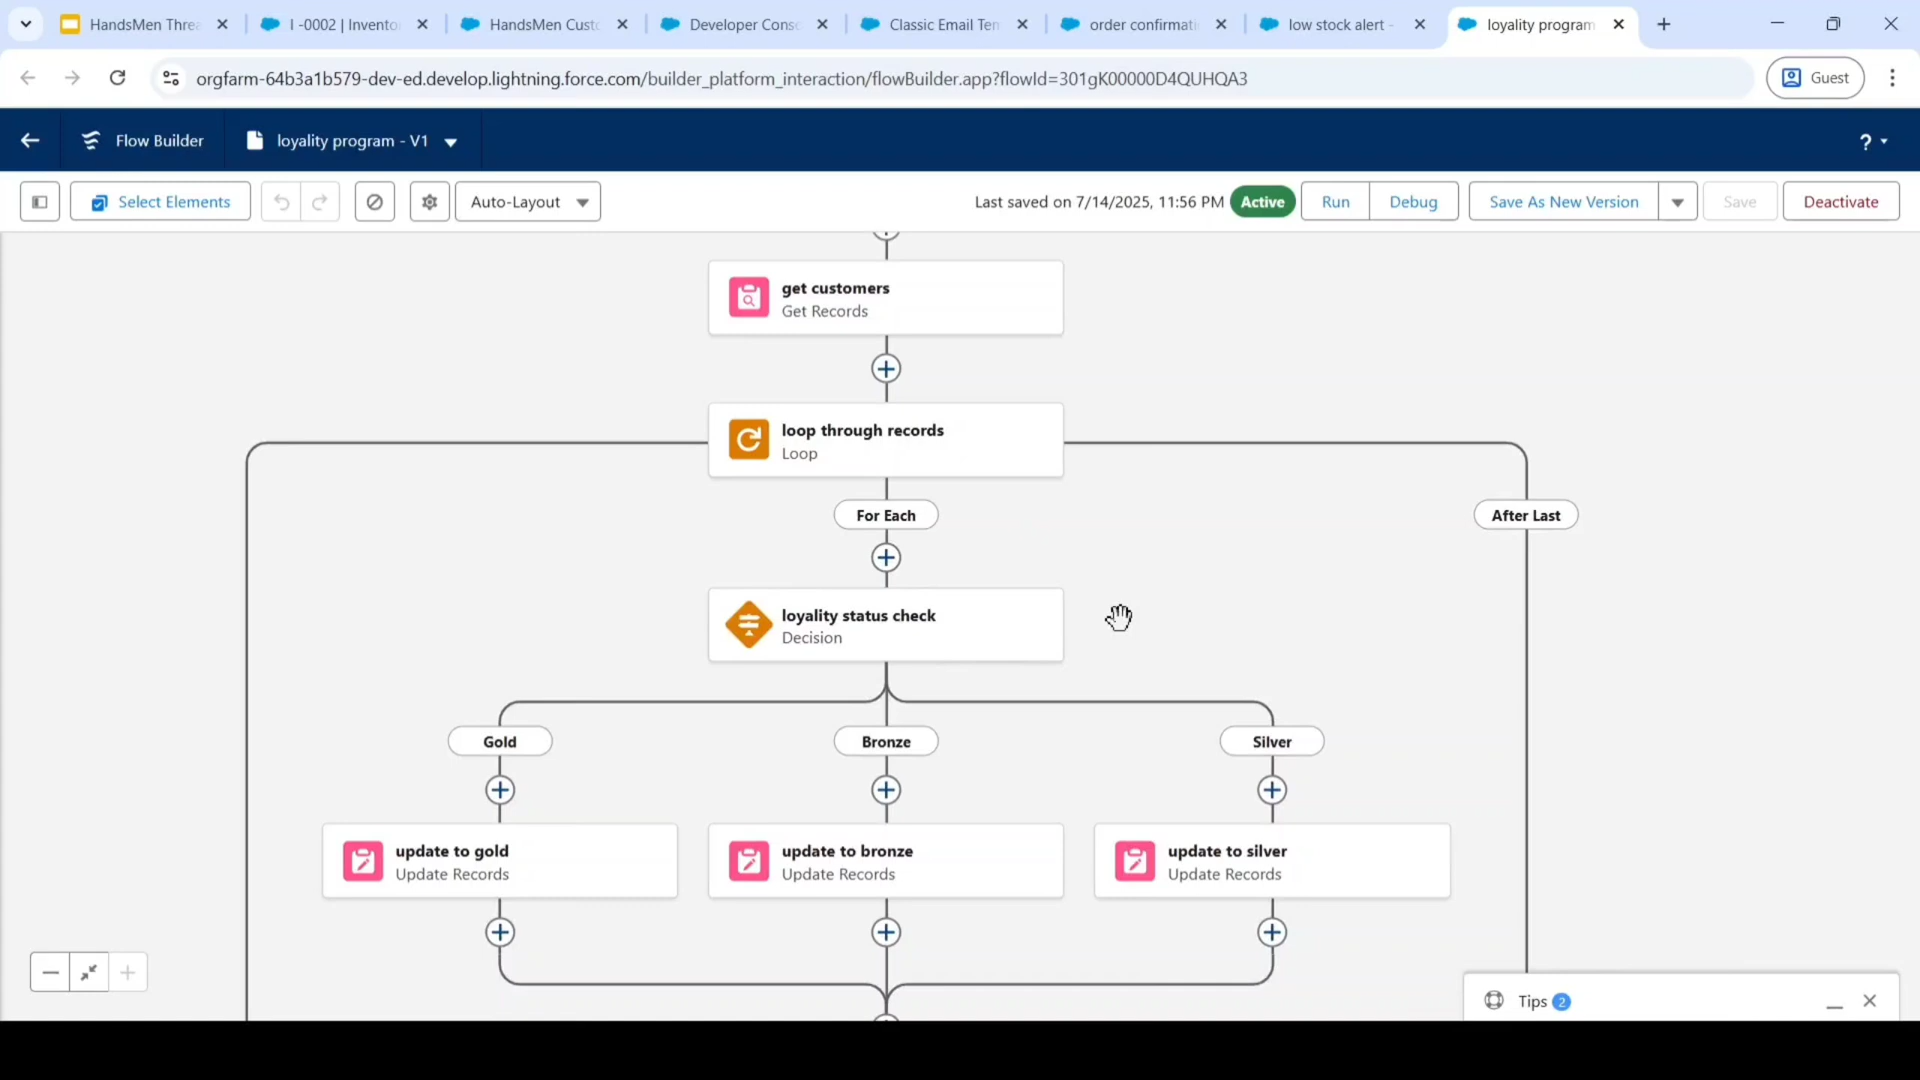 HandsMen Threa
I -0002 | Invento
HandsMen Custo
Developer Conso
Classic Email Tem
order confirmati
low stock alert -
loyality program
orgfarm-64b3a1b579-dev-ed.develop.lightning.force.com/builder_platform_interaction/flowBuilder.app?flowId=301gK00000D4QUHQA3
Guest
Flow Builder
loyality program - V1
?
Select Elements
Auto-Layout
Last saved on 7/14/2025, 11:56 PM
Active
Run
Debug
Save As New Version
Save
Deactivate
get customers
Get Records
loop through records
Loop
For Each
After Last
loyality status check
Decision
Gold
Bronze
Silver
update to gold
Update Records
update to bronze
Update Records
update to silver
Update Records
Tips 2